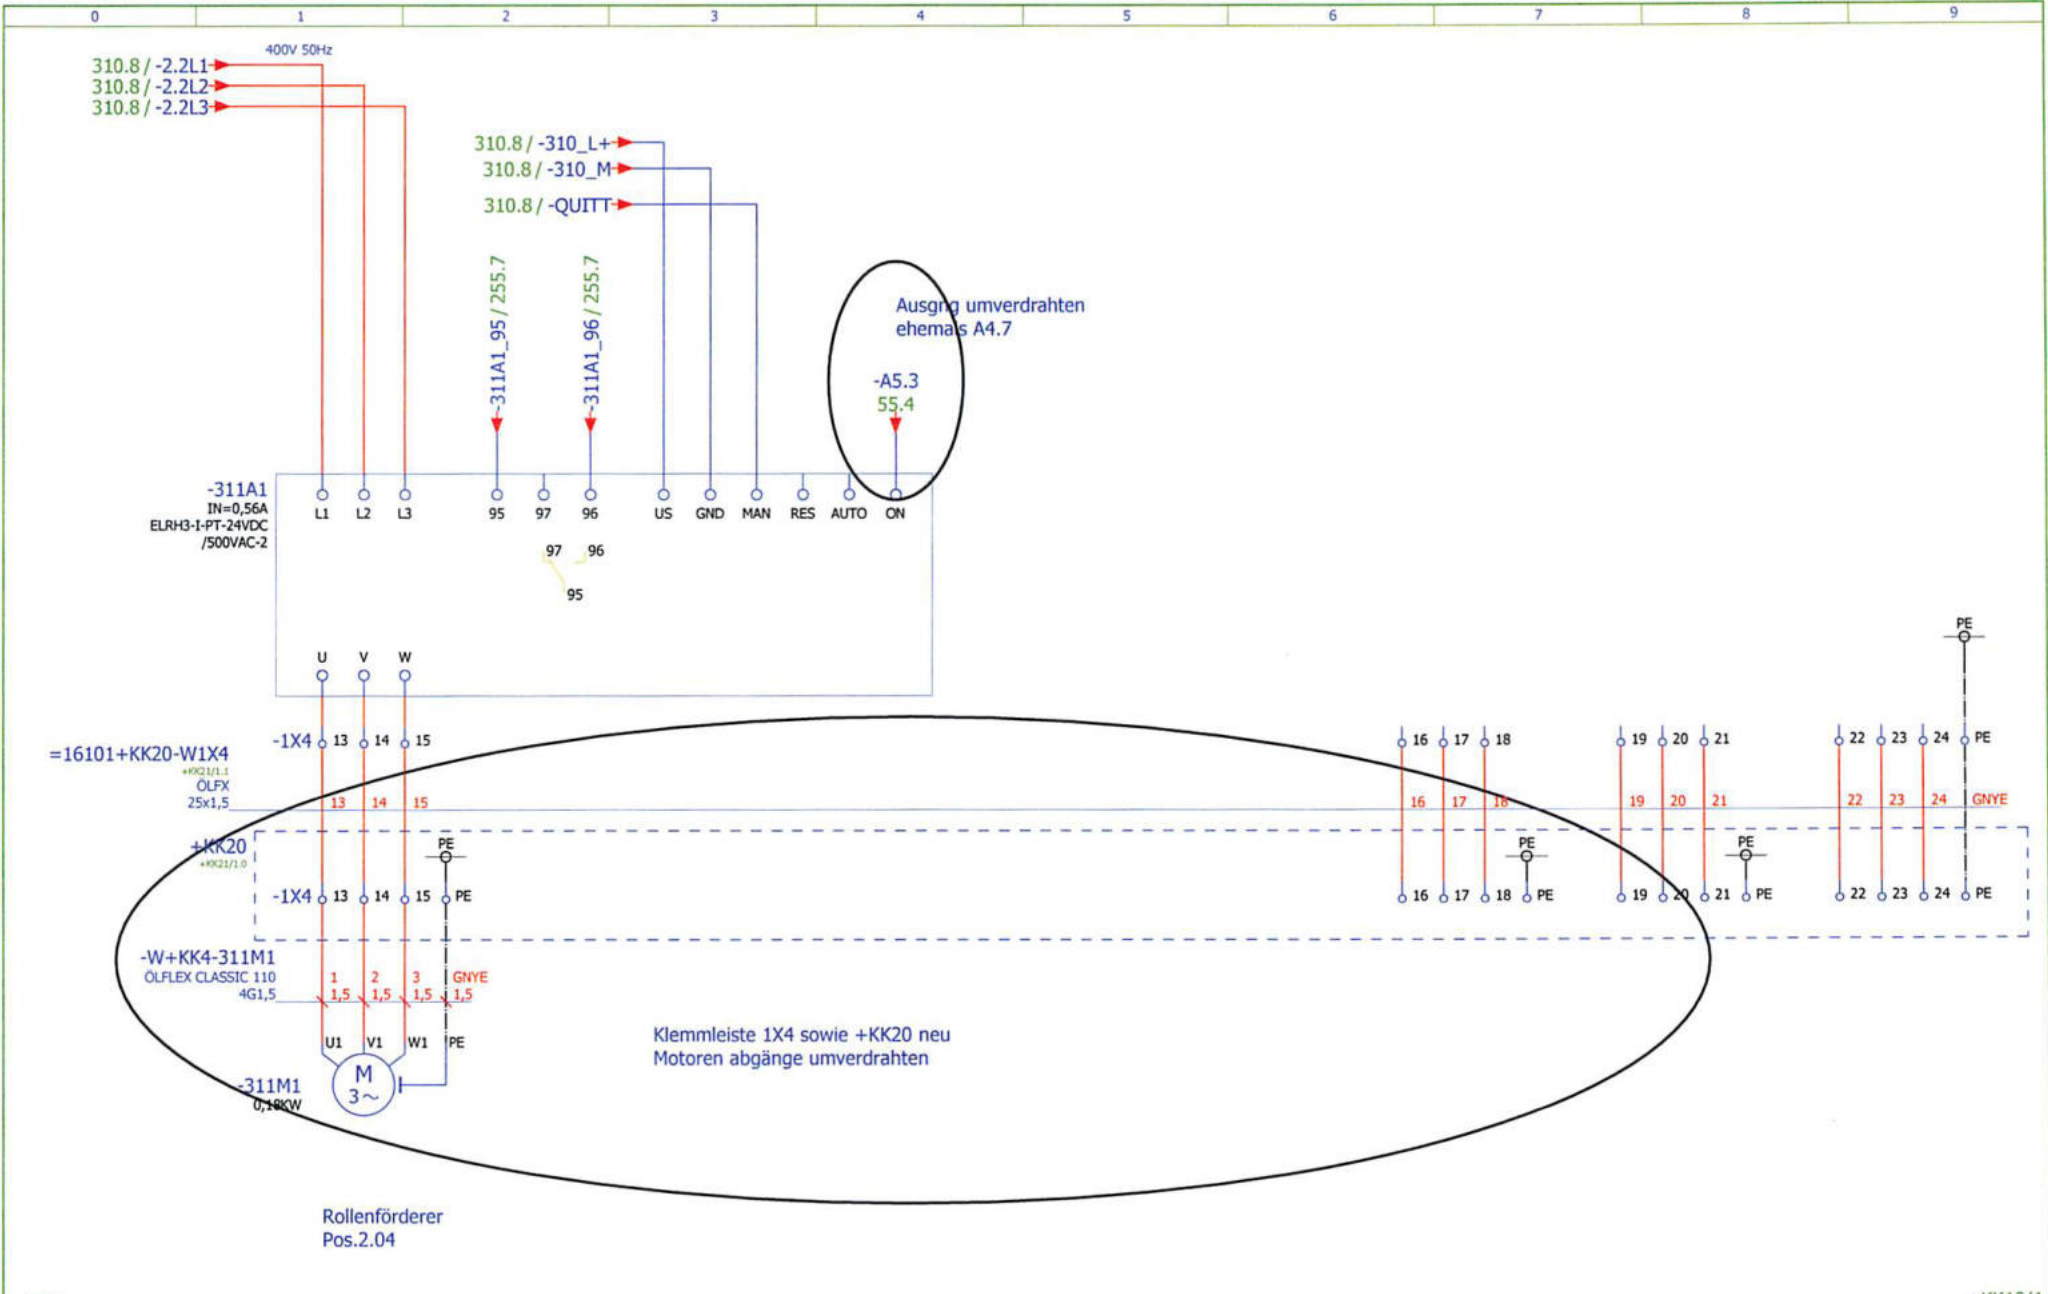 0 1 2 3 4 5 6 7 8 9
400V 50Hz
310.8 / -2.2L1
310.8 / -2.2L2
310.8 / -2.2L3
310.8 / -310_L+
310.8 / -310_M
310.8 / -QUITT
-311A1_95 / 255.7
-311A1_96 / 255.7
Ausgng umverdrahten
ehemals A4.7
-A5.3
55.4
-311A1
IN=0,56A
ELRH3-I-PT-24VDC
/500VAC-2
L1 L2 L3 95 97 96 US GND MAN RES AUTO ON
97 96
95
U V W
PE
=16101+KK20-W1X4
+KK21/1.1
ÖLFX
25x1,5
-1X4 13 14 15 16 17 18 19 20 21 22 23 24 PE
13 14 15 16 17 18 19 20 21 22 23 24 GNYE
+KK20
+KK21/1.0
PE PE PE
-1X4 13 14 15 PE 16 17 18 PE 19 20 21 PE 22 23 24 PE
-W+KK4-311M1
ÖLFLEX CLASSIC 110
4G1,5
1 2 3 GNYE
1,5 1,5 1,5 1,5
U1 V1 W1 PE
-311M1
0,18KW
M
3~
Klemmleiste 1X4 sowie +KK20 neu
Motoren abgänge umverdrahten
Rollenförderer
Pos.2.04